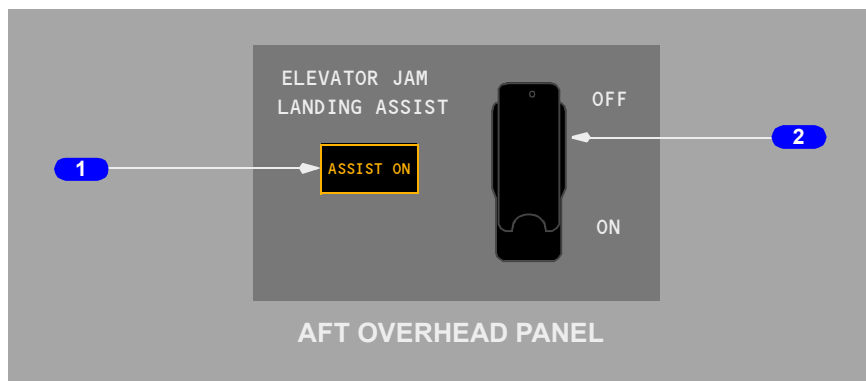 ELEVATOR JAM
LANDING ASSIST
OFF
2
1
ASSIST ON
ON
AFT OVERHEAD PANEL